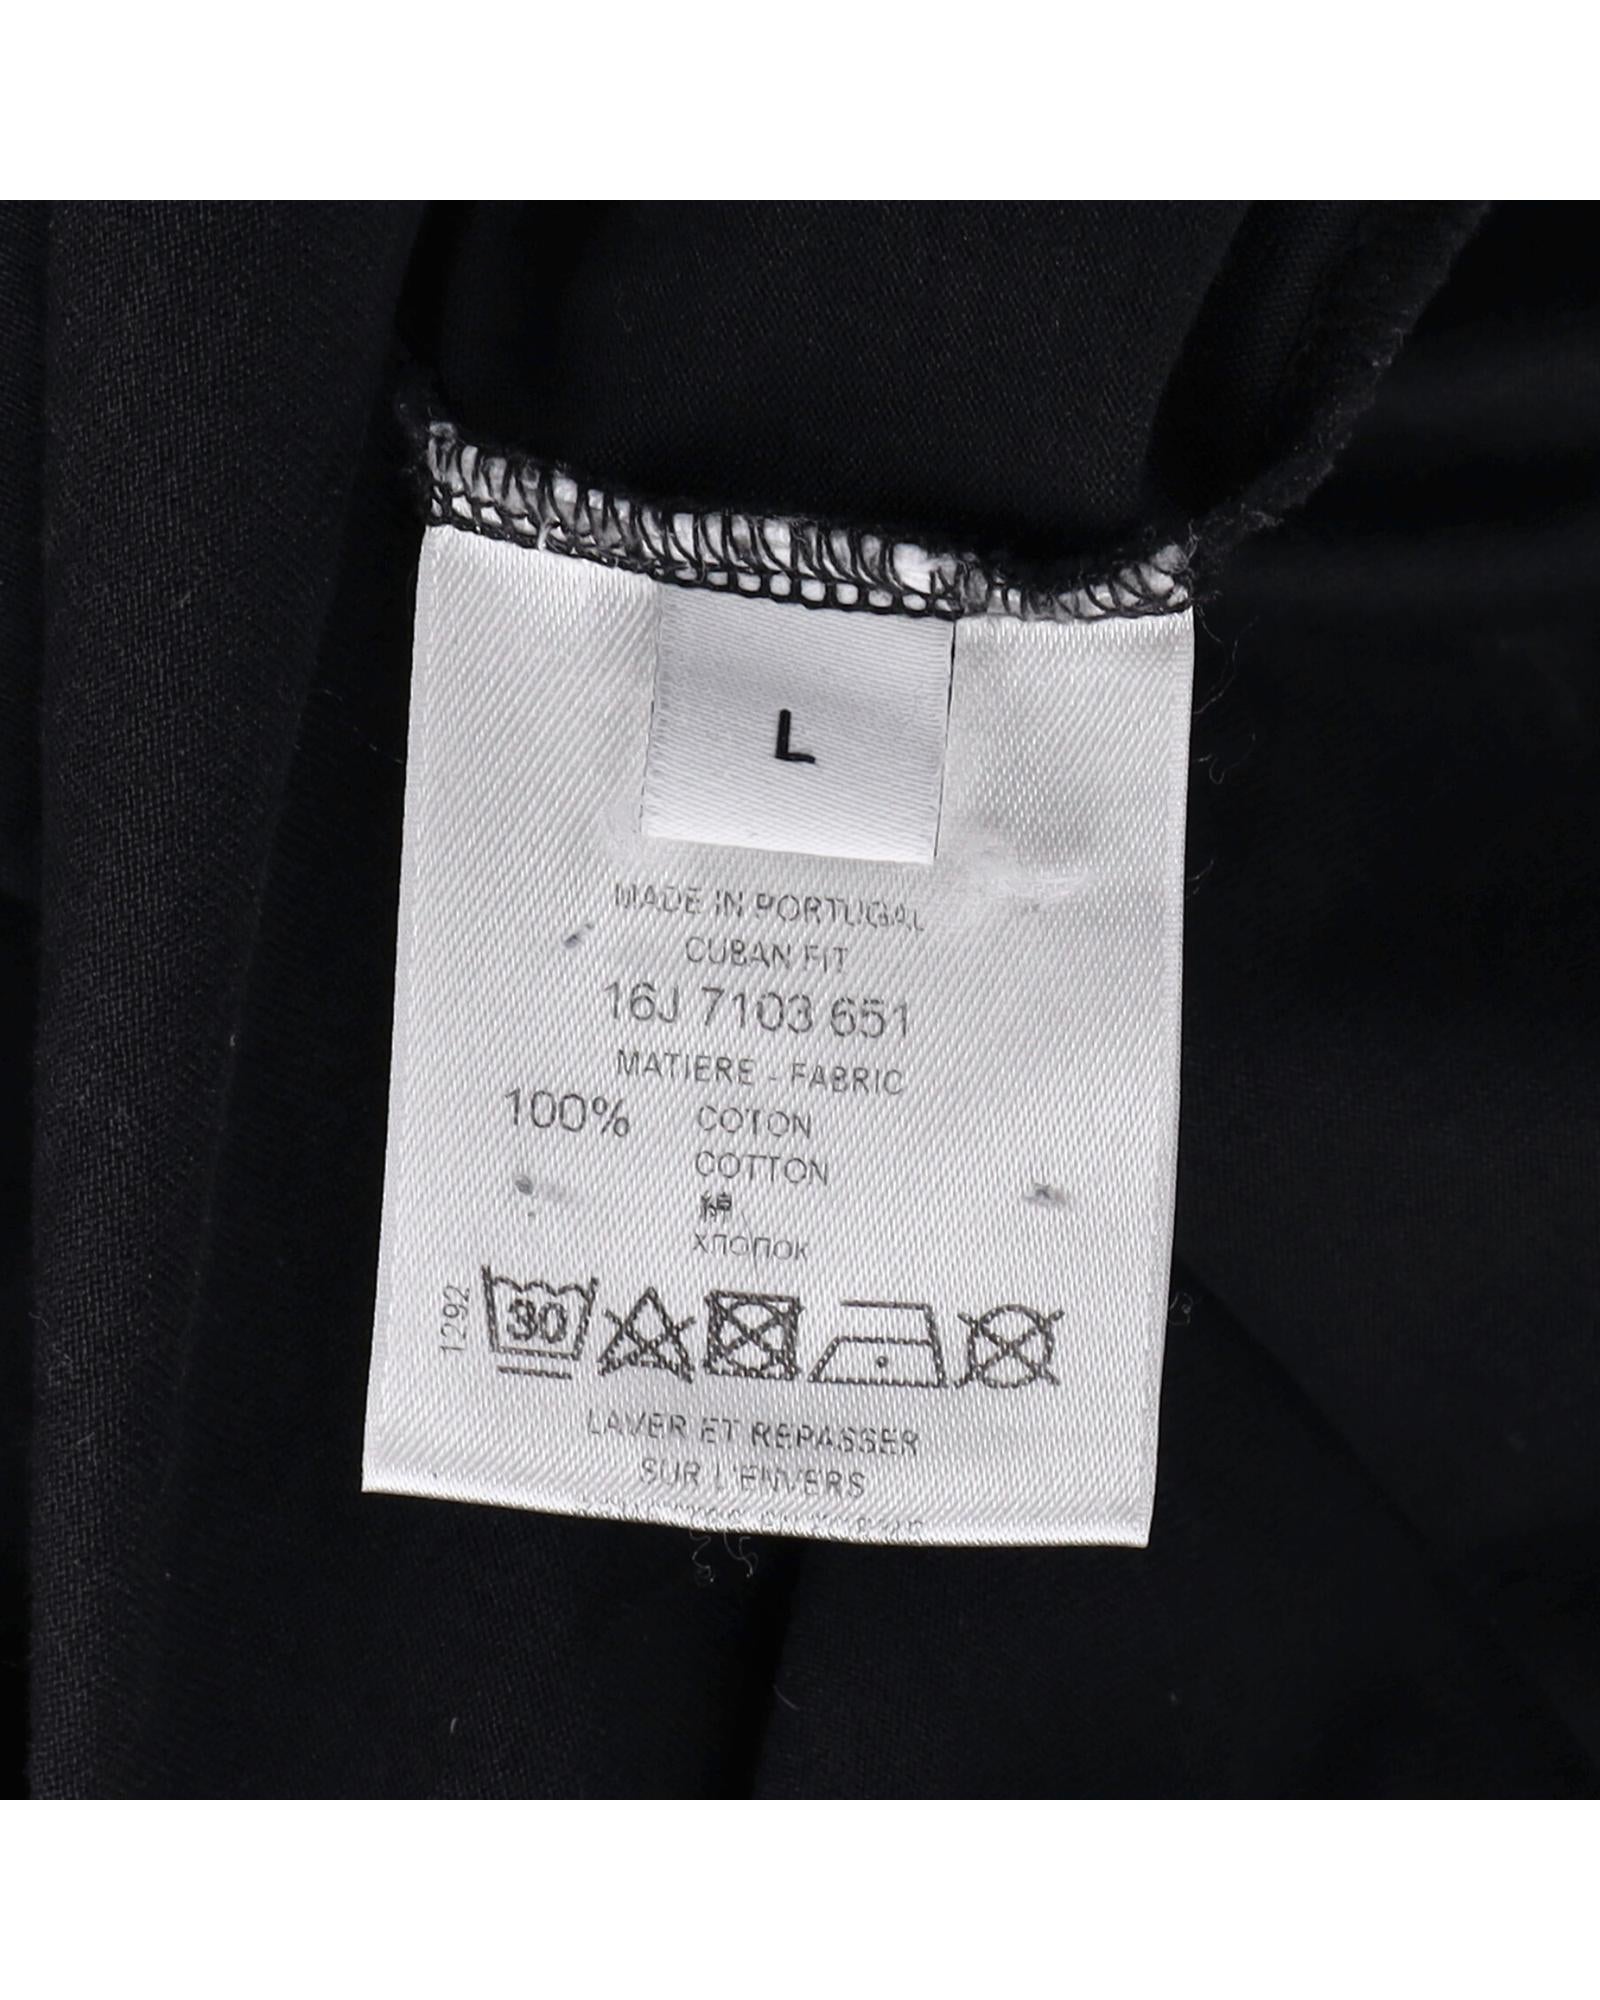 L
MADE IN PORTUGAL
CUBAN FIT
16J 7103 651
MATIERE - FABRIC
100% COTON
COTTON
ХЛОПОК
1292
30
LAVER ET REPASSER
SUR L'ENVERS